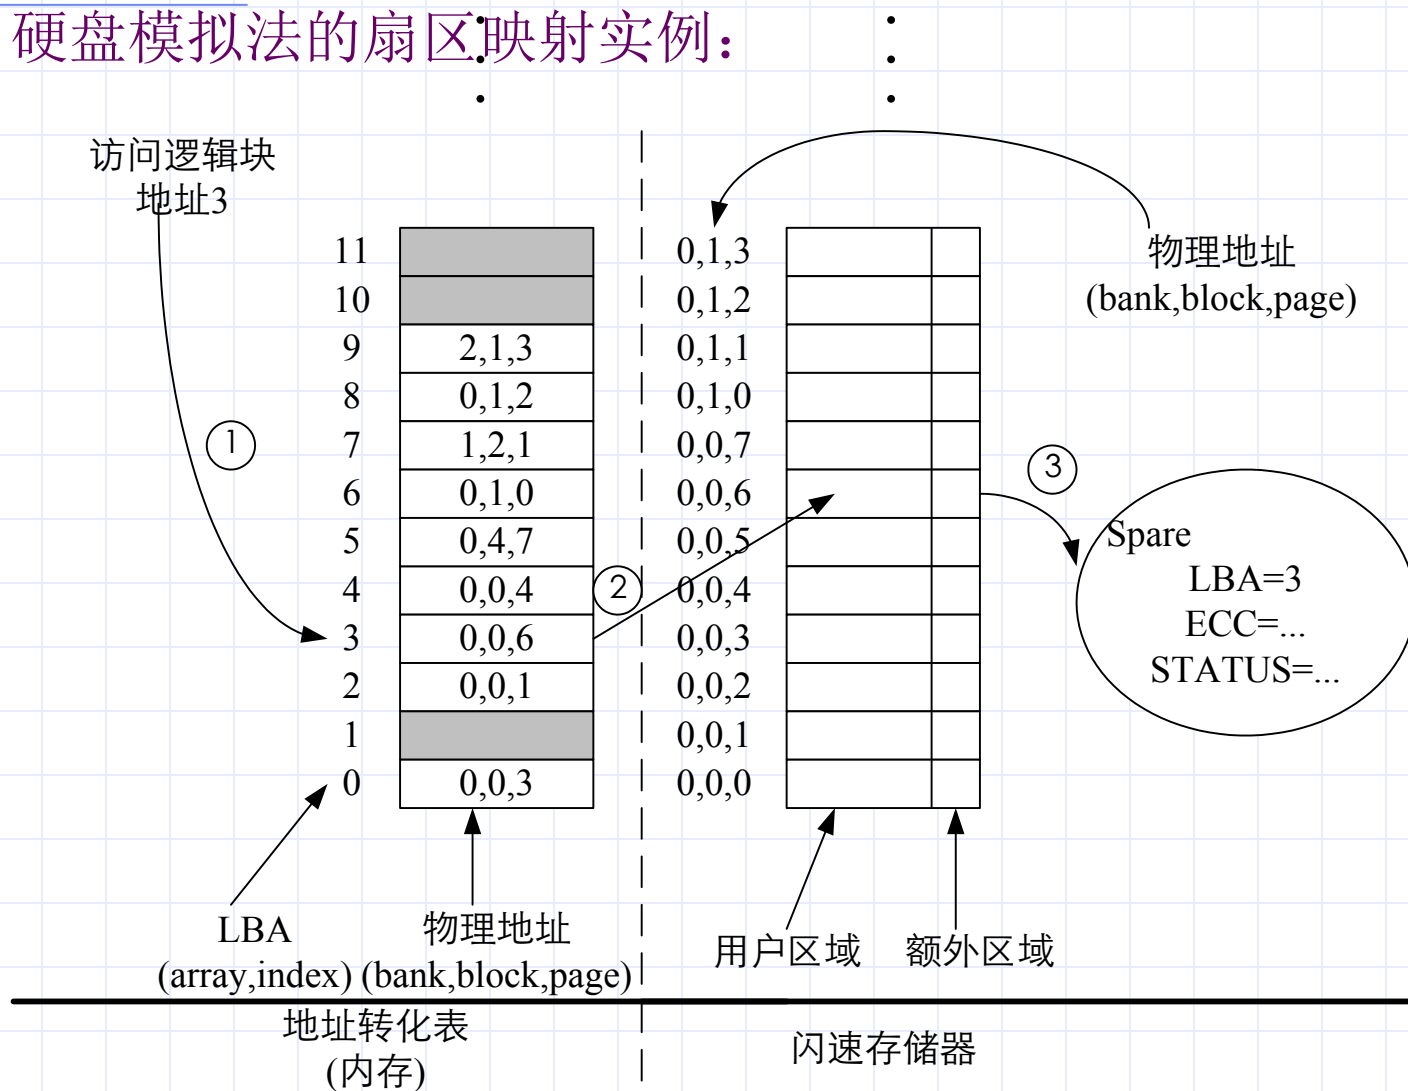 硬盘模拟法的扇区映射实例：
访问逻辑块
地址3
11
10
9 2,1,3
8 0,1,2
7 1,2,1
6 0,1,0
5 0,4,7
4 0,0,4
3 0,0,6
2 0,0,1
1
0 0,0,3
①
②
③
0,1,3
0,1,2
0,1,1
0,1,0
0,0,7
0,0,6
0,0,5
0,0,4
0,0,3
0,0,2
0,0,1
0,0,0
物理地址
(bank,block,page)
Spare
LBA=3
ECC=...
STATUS=...
LBA
(array,index)
物理地址
(bank,block,page)
用户区域
额外区域
地址转化表
(内存)
闪速存储器